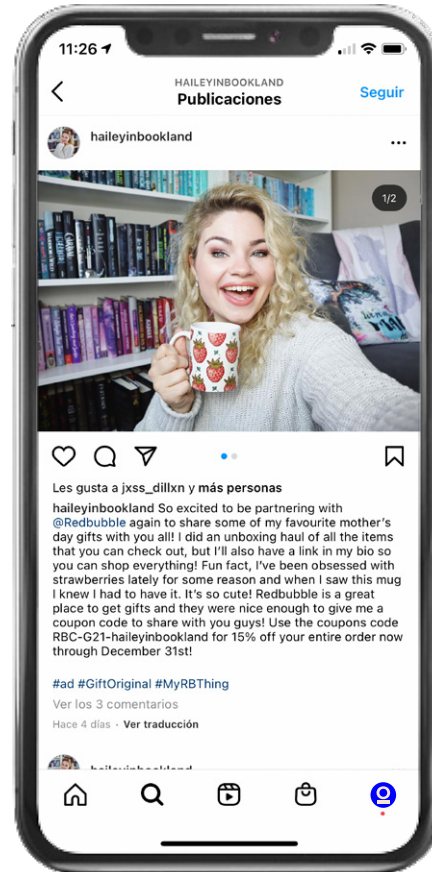 11:26
HAILEYINBOOKLAND
Publicaciones
Seguir
haileyinbookland
1/2
Les gusta a jxss_dillxn y más personas
haileyinbookland So excited to be partnering with
@Redbubble again to share some of my favourite mother's
day gifts with you all! I did an unboxing haul of all the items
that you can check out, but I'll also have a link in my bio so
you can shop everything! Fun fact, I've been obsessed with
strawberries lately for some reason and when I saw this mug
I knew I had to have it. It's so cute! Redbubble is a great
place to get gifts and they were nice enough to give me a
coupon code to share with you guys! Use the coupons code
RBC-G21-haileyinbookland for 15% off your entire order now
through December 31st!
#ad #GiftOriginal #MyRBThing
Ver los 3 comentarios
Hace 4 días · Ver traducción
haileyinbookland